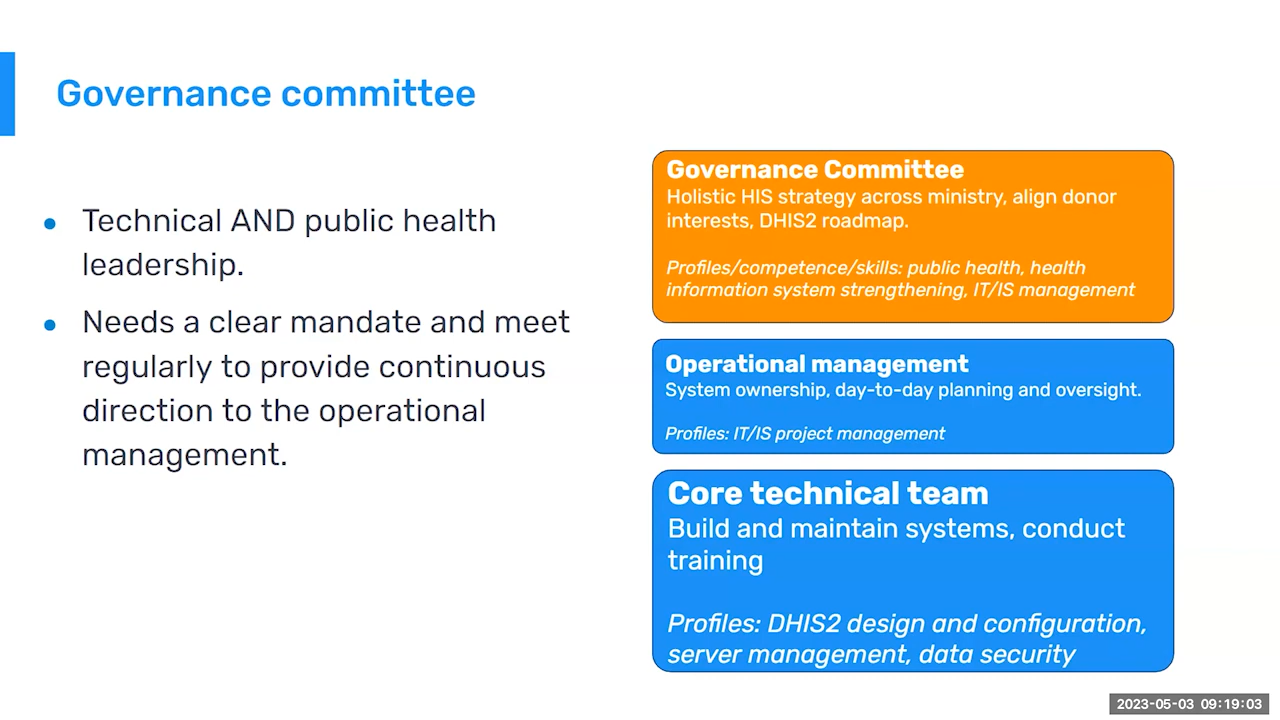 Governance committee
Technical AND public health
leadership.
Needs a clear mandate and meet
regularly to provide continuous
direction to the operational
management.
Governance Committee
Holistic HIS strategy across ministry, align donor
interests, DHIS2 roadmap.
Profiles/competence/skills: public health, health
information system strengthening, IT/IS management
Operational management
System ownership, day-to-day planning and oversight.
Profiles: IT/IS project management
Core technical team
Build and maintain systems, conduct
training
Profiles: DHIS2 design and configuration,
server management, data security
2023-05-03 09:19:03